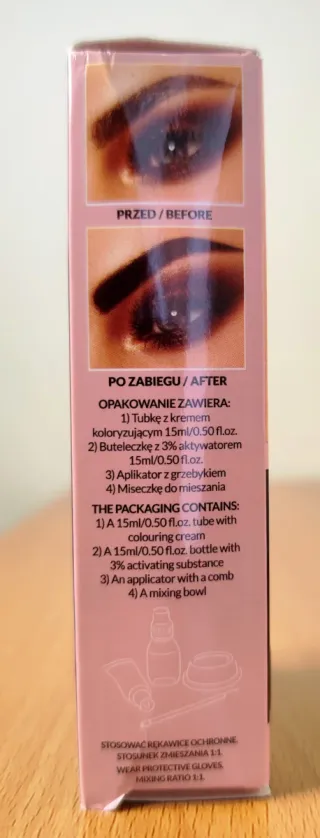 PRZED / BEFORE
PO ZABIEGU / AFTER
OPAKOWANIE ZAWIERA:
1) Tubkę z kremem
koloryzującym 15ml/0.50 fl.oz.
2) Buteleczkę z 3% aktywatorem
15ml/0.50 fl.oz.
3) Aplikator z grzebykiem
4) Miseczkę do mieszania
THE PACKAGING CONTAINS:
1) A 15ml/0.50 fl.oz. tube with
colouring cream
2) A 15ml/0.50 fl.oz. bottle with
3% activating substance
3) An applicator with a comb
4) A mixing bowl
STOSOWAĆ RĘKAWICE OCHRONNE.
STOSUNEK ZMIESZANIA 1:1.
WEAR PROTECTIVE GLOVES.
MIXING RATIO 1:1.